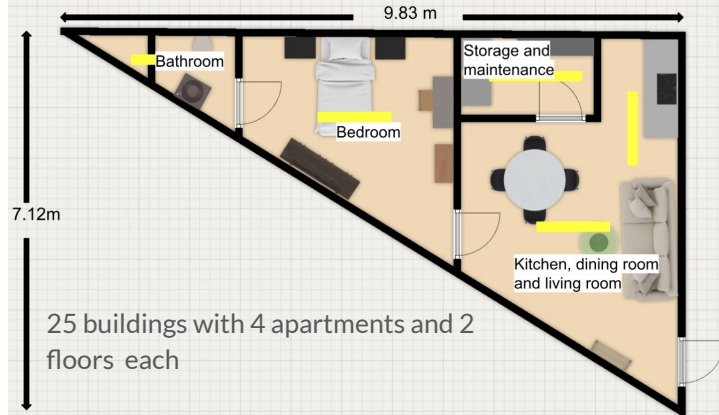 9.83 m
Storage and
maintenance
Bathroom
Bedroom
7.12m
Kitchen, dining room
and living room
25 buildings with 4 apartments and 2
floors each